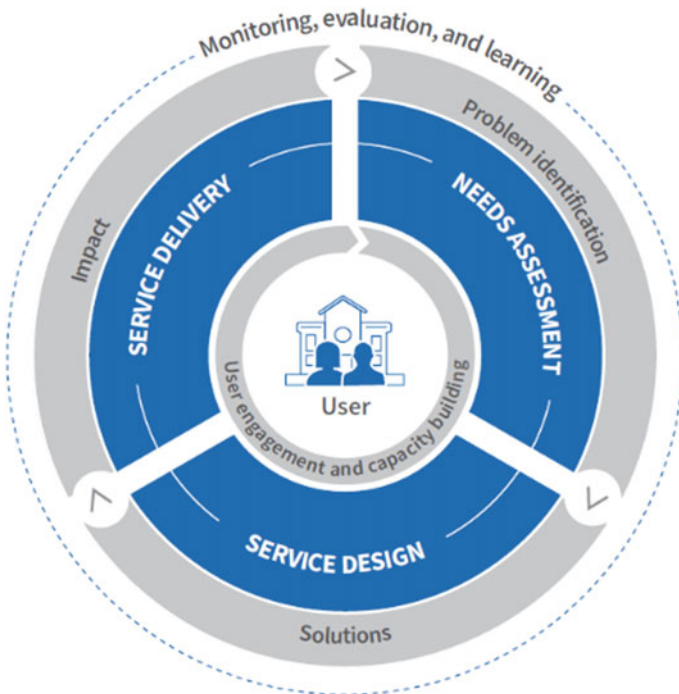 Monitoring, evaluation, and learning
Problem identification
NEEDS ASSESSMENT
SERVICE DELIVERY
Impact
User
User engagement and capacity building
SERVICE DESIGN
Solutions